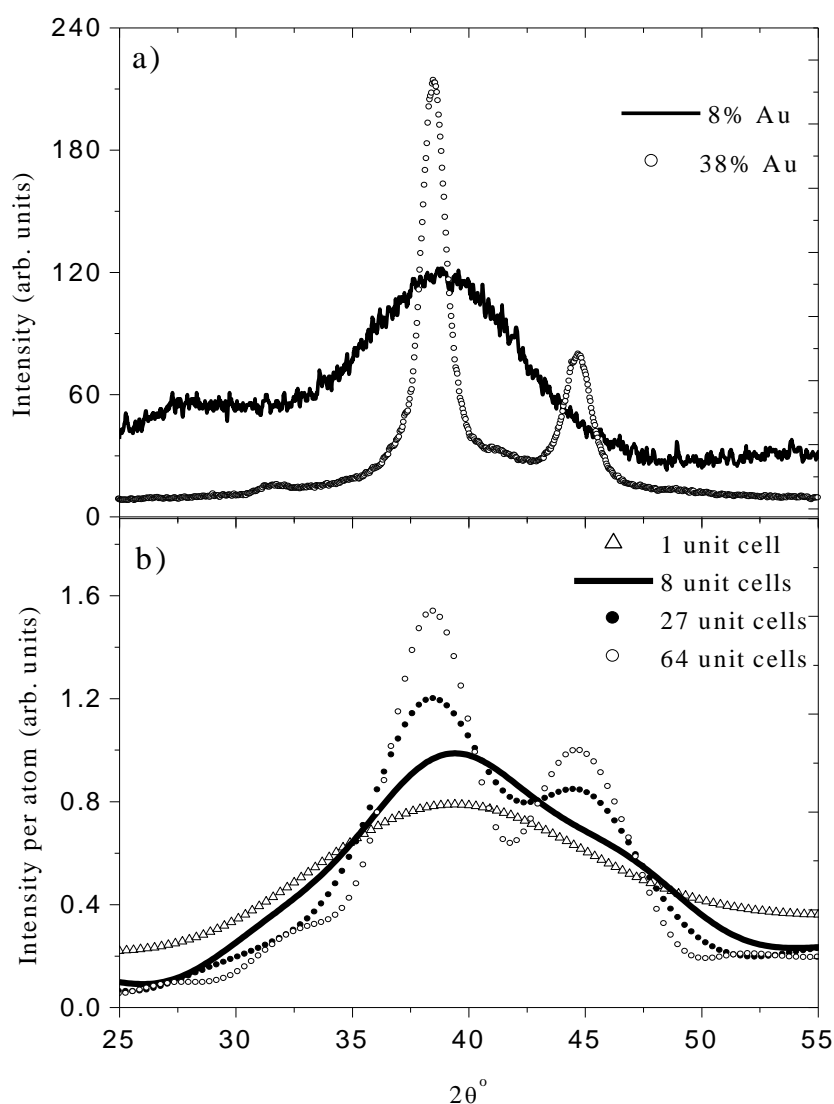 240
a)
8% Au
180
38% Au
120
60
0
Intensity (arb. units)
b)
1 unit cell
1.6
8 unit cells
27 unit cells
64 unit cells
1.2
0.8
0.4
0.0
Intensity per atom (arb. units)
25 30 35 40 45 50 55
2θ°